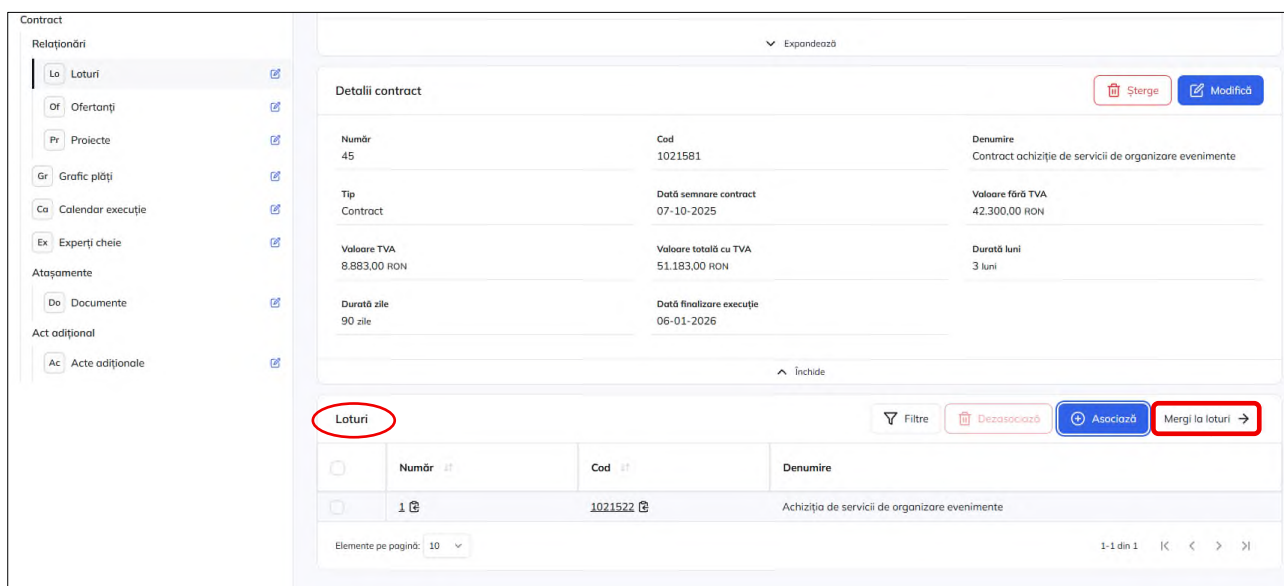 Contract
Relaționări
Lo Loturi
Of Ofertanți
Pr Proiecte
Gr Grafic plăți
Ca Calendar execuție
Ex Experți cheie
Atașamente
Do Documente
Act adițional
Ac Acte adiționale
Expandează
Detalii contract
Șterge Modifică
Număr Cod Denumire
45 1021581 Contract achiziție de servicii de organizare evenimente
Tip Dată semnare contract Valoare fără TVA
Contract 07-10-2025 42.300,00 RON
Valoare TVA Valoare totală cu TVA Durată luni
8.883,00 RON 51.183,00 RON 3 luni
Durată zile Dată finalizare execuție
90 zile 06-01-2026
Închide
Loturi Filtre Dezasociază Asociază Mergi la loturi
Număr Cod Denumire
1 1021522 Achiziția de servicii de organizare evenimente
Elemente pe pagină: 10 1-1 din 1